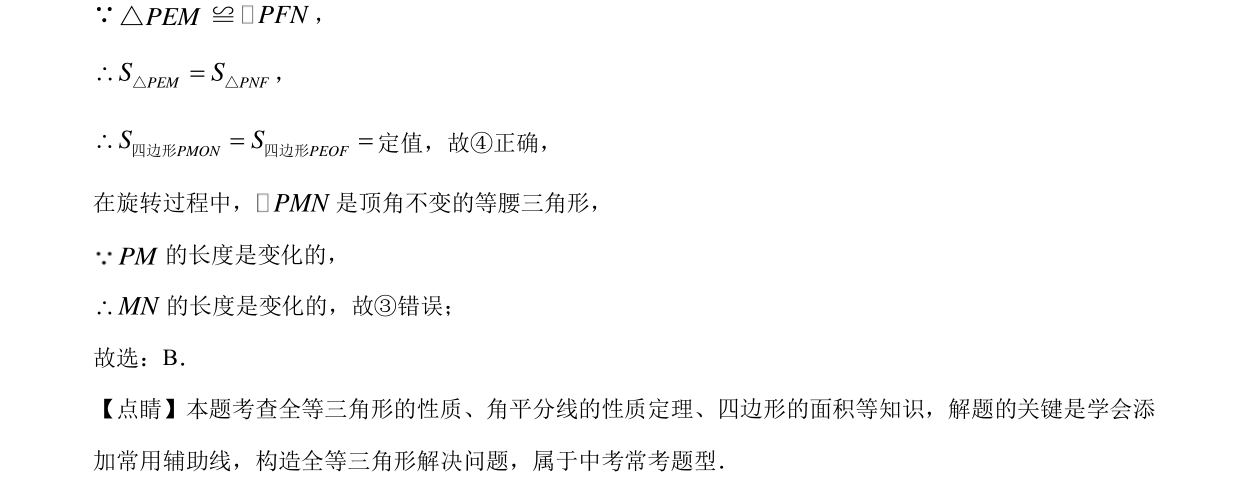 ∵△PEM ≌ □PFN，
∴S△PEM = S△PNF，
∴S四边形PMON = S四边形PEOF = 定值，故④正确，
在旋转过程中，□PMN 是顶角不变的等腰三角形，
∵PM 的长度是变化的，
∴MN 的长度是变化的，故③错误；
故选：B．
【点睛】本题考查全等三角形的性质、角平分线的性质定理、四边形的面积等知识，解题的关键是学会添
加常用辅助线，构造全等三角形解决问题，属于中考常考题型．